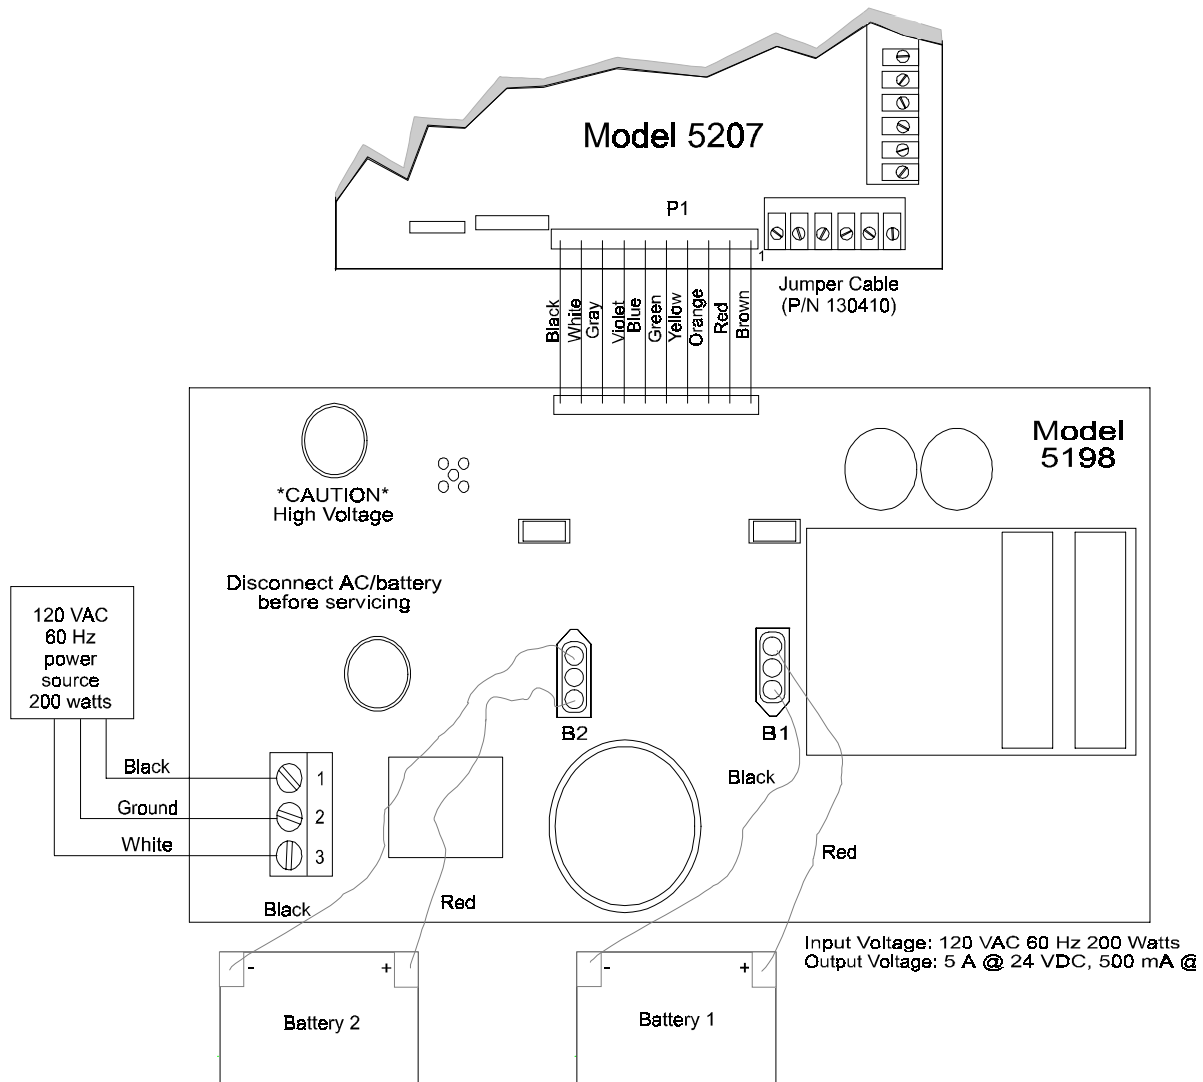 Model 5207
P1
1
Jumper Cable
(P/N 130410)
Black
White
Gray
Violet
Blue
Green
Yellow
Orange
Red
Brown
Model
5198
*CAUTION*
High Voltage
Disconnect AC/battery
before servicing
120 VAC
60 Hz
power
source
200 watts
B2
B1
Black
Black
1
Ground
2
White
3
Red
Black
Red
Input Voltage: 120 VAC 60 Hz 200 Watts
Output Voltage: 5 A @ 24 VDC, 500 mA @
- +
- +
Battery 2
Battery 1